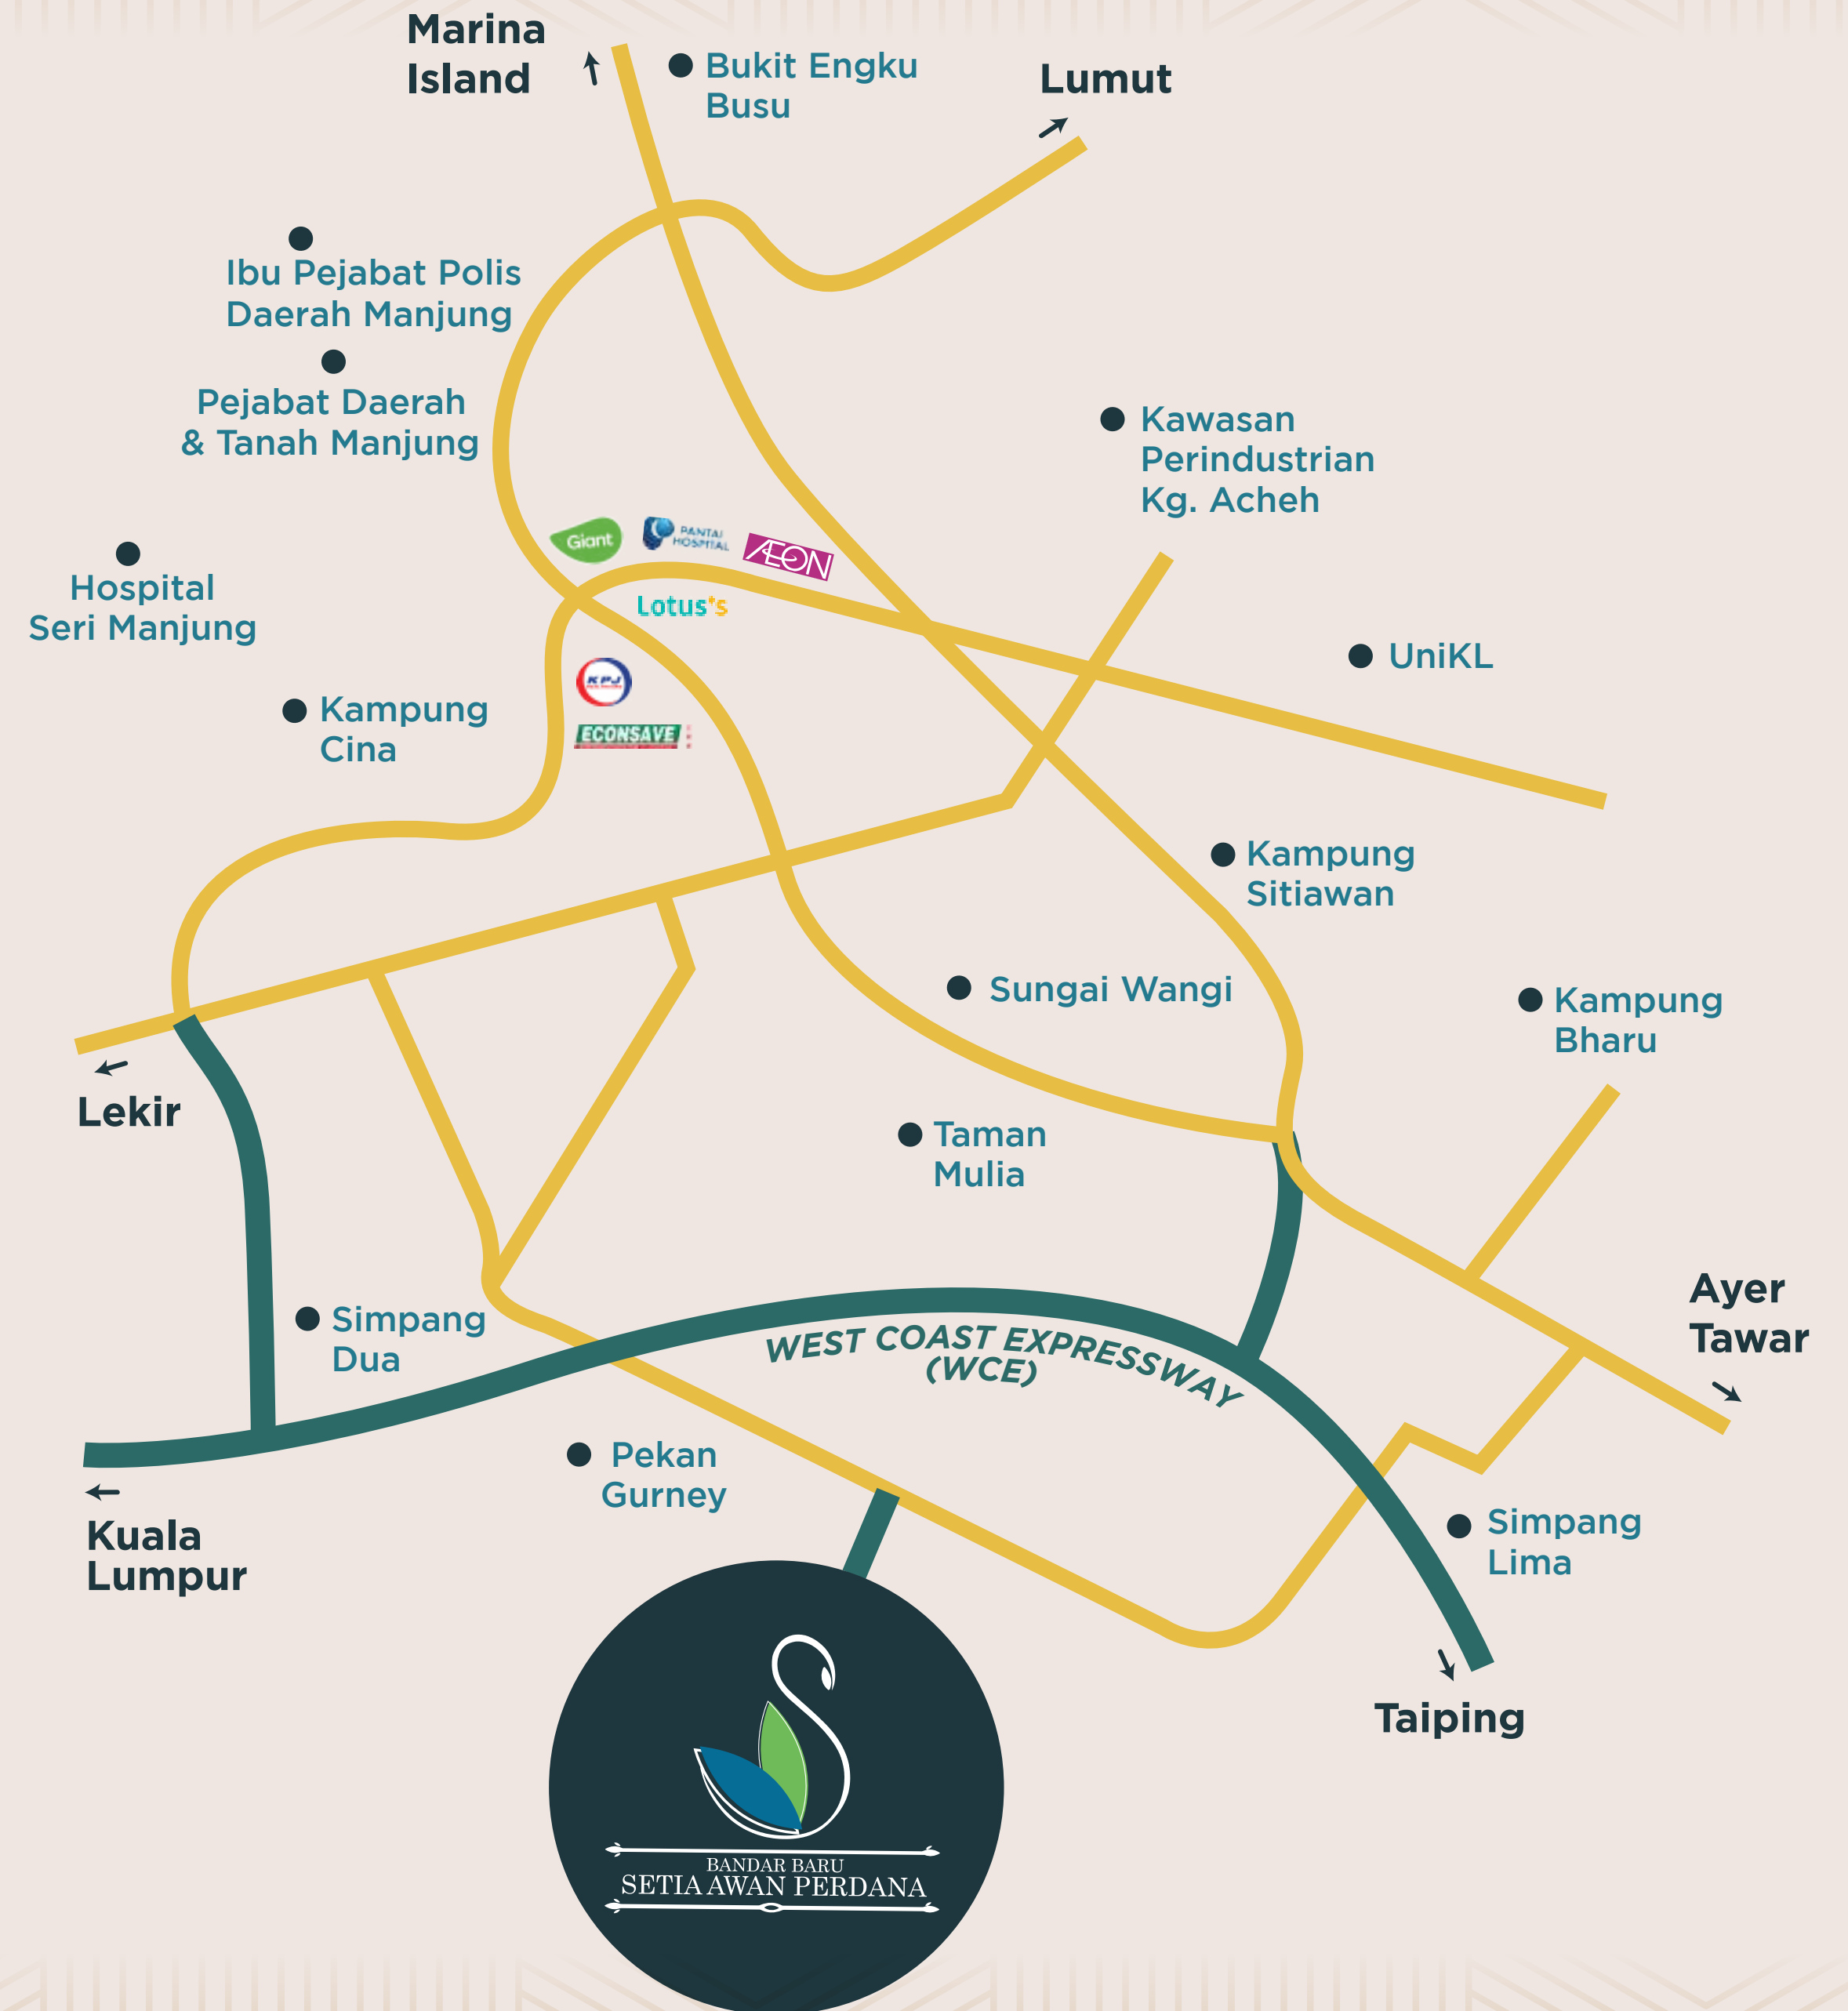 Marina
Island
Bukit Engku
Busu
Lumut
Ibu Pejabat Polis
Daerah Manjung
Pejabat Daerah
& Tanah Manjung
Kawasan
Perindustrian
Kg. Acheh
Giant
PANTAI
HOSPITAL
ÆON
Lotus's
Hospital
Seri Manjung
UniKL
KPJ
Kampung
Cina
ECONSAVE
Kampung
Sitiawan
Sungai Wangi
Kampung
Bharu
Lekir
Taman
Mulia
Ayer
Tawar
Simpang
Dua
WEST COAST EXPRESSWAY
(WCE)
Pekan
Gurney
Kuala
Lumpur
Simpang
Lima
Taiping
BANDAR BARU
SETIA AWAN PERDANA